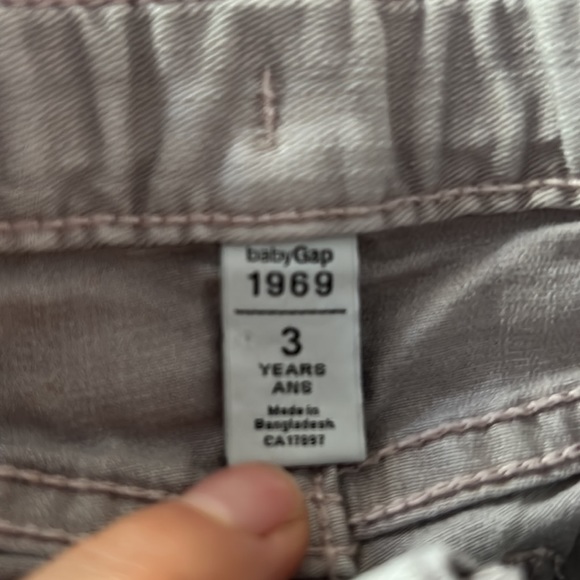 babyGap
1969
3
YEARS
ANS
Made in
Bangladesh
CA17897